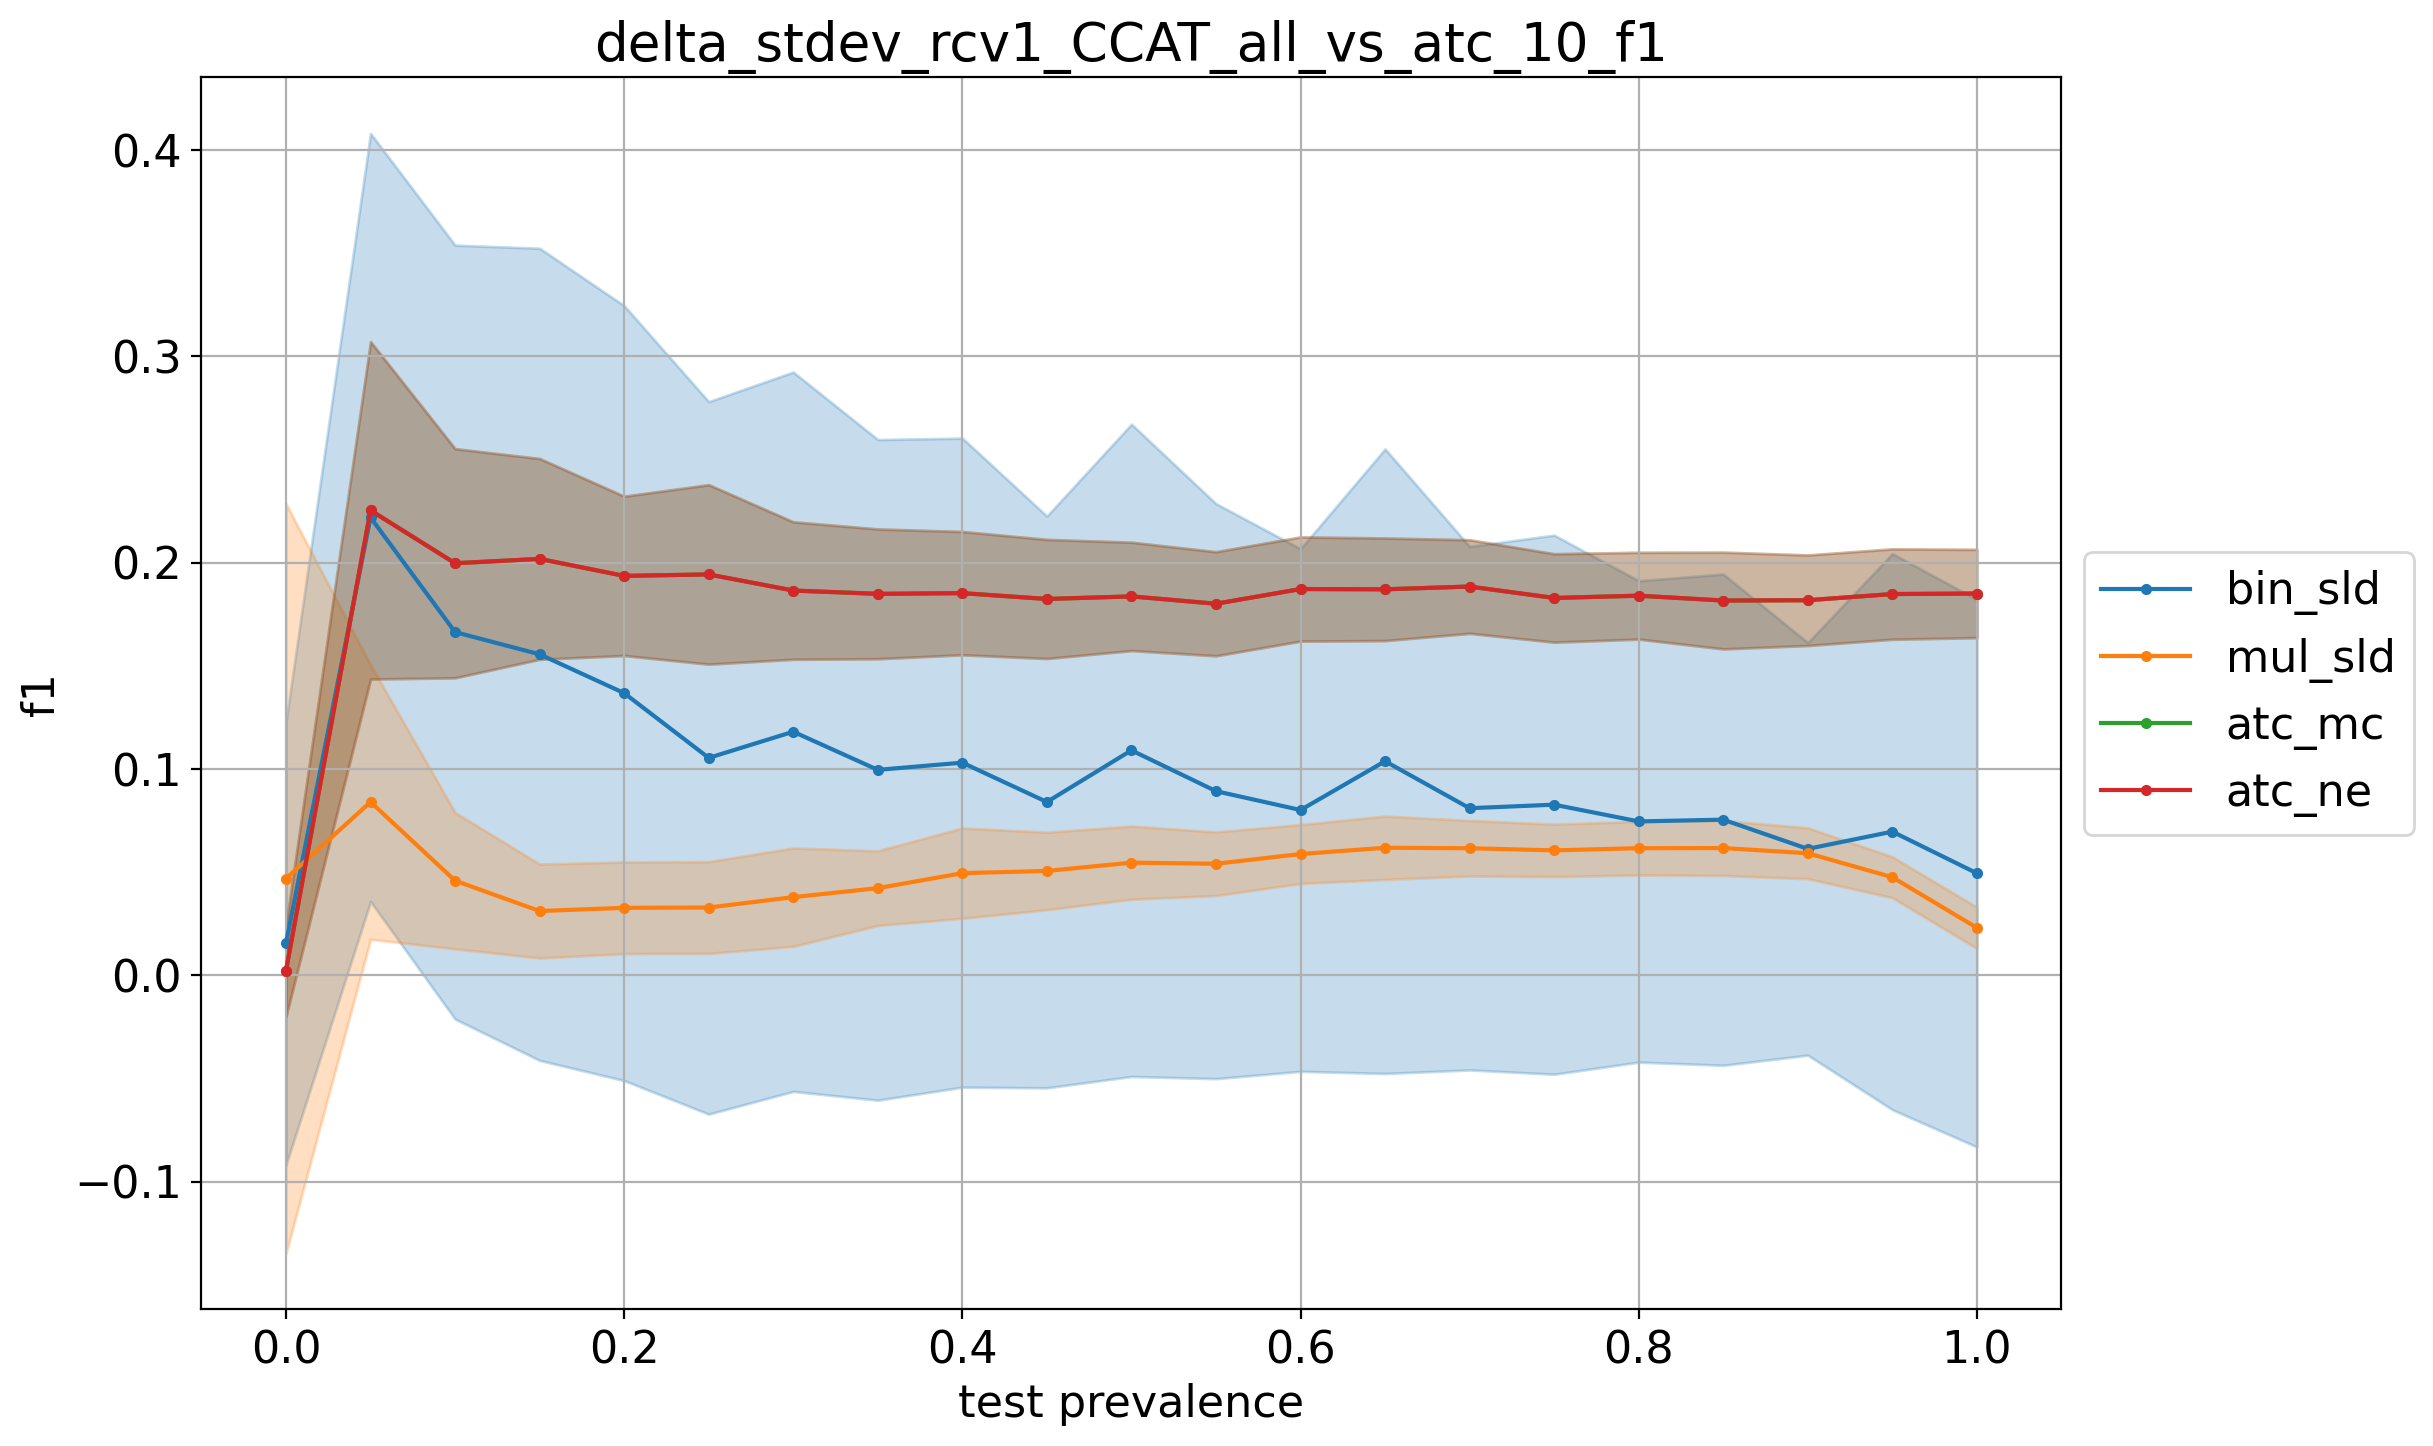 delta_stdev_rcv1_CCAT_all_vs_atc_10_f1
0.4
0.3
0.2
0.1
0.0
−0.1
f1
0.0 0.2 0.4 0.6 0.8 1.0
test prevalence
bin_sld
mul_sld
atc_mc
atc_ne